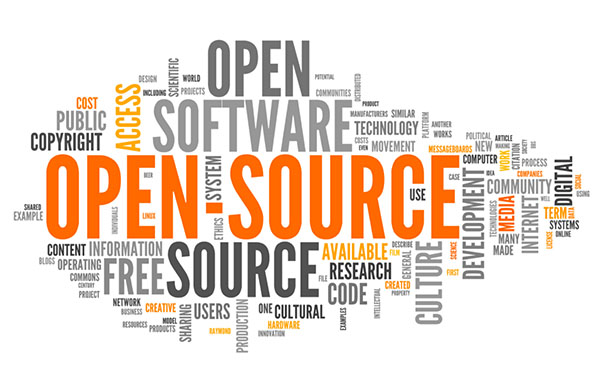 OPEN
SOFTWARE
OPEN-SOURCE
SOURCE
FREE
ACCESS
COST
PUBLIC
COPYRIGHT
DESIGN
INCLUDING
SCIENTIFIC
WORLD
PROJECTS
POTENTIAL
COMMUNITIES
DISTRIBUTED
PRODUCT
MANUFACTURERS
SIMILAR
TECHNOLOGY
COSTS
EVEN
MOVEMENT
PLATFORM
ANOTHER
WORKS
MESSAGEBOARDS
POLITICAL
NEW
ARTICLE
MAKING
WORK
CITATION
SOCIETY
COMPUTER
IDEA
PROCESS
COMPANIES
COMMUNITY
CASE
USE
DEVELOPMENT
TECHNOLOGIES
MEDIA
MANY
MADE
INTERNET
WELL
DIGITAL
SOCIAL
USING
TERM
DATA
SYSTEMS
ONLINE
LICENSE
SHARED
EXAMPLE
INDIVIDUALS
BEER
LINUX
ETHICS
SYSTEM
CONTENT
INFORMATION
BLOGS
OPERATING
COMMONS
CENTURY
PROJECT
NETWORK
BUSINESS
CREATIVE
RESOURCES
MODEL
PRODUCTS
SHARING
USERS
RAYMOND
PRODUCTION
ONE
CULTURAL
HARDWARE
INNOVATION
FILE
AVAILABLE
FILM
RESEARCH
CODE
EXAMPLES
INTELLECTUAL
DESCRIBE
GENERAL
CREATED
PROPERTY
CULTURE
SCIENCE
FIRST